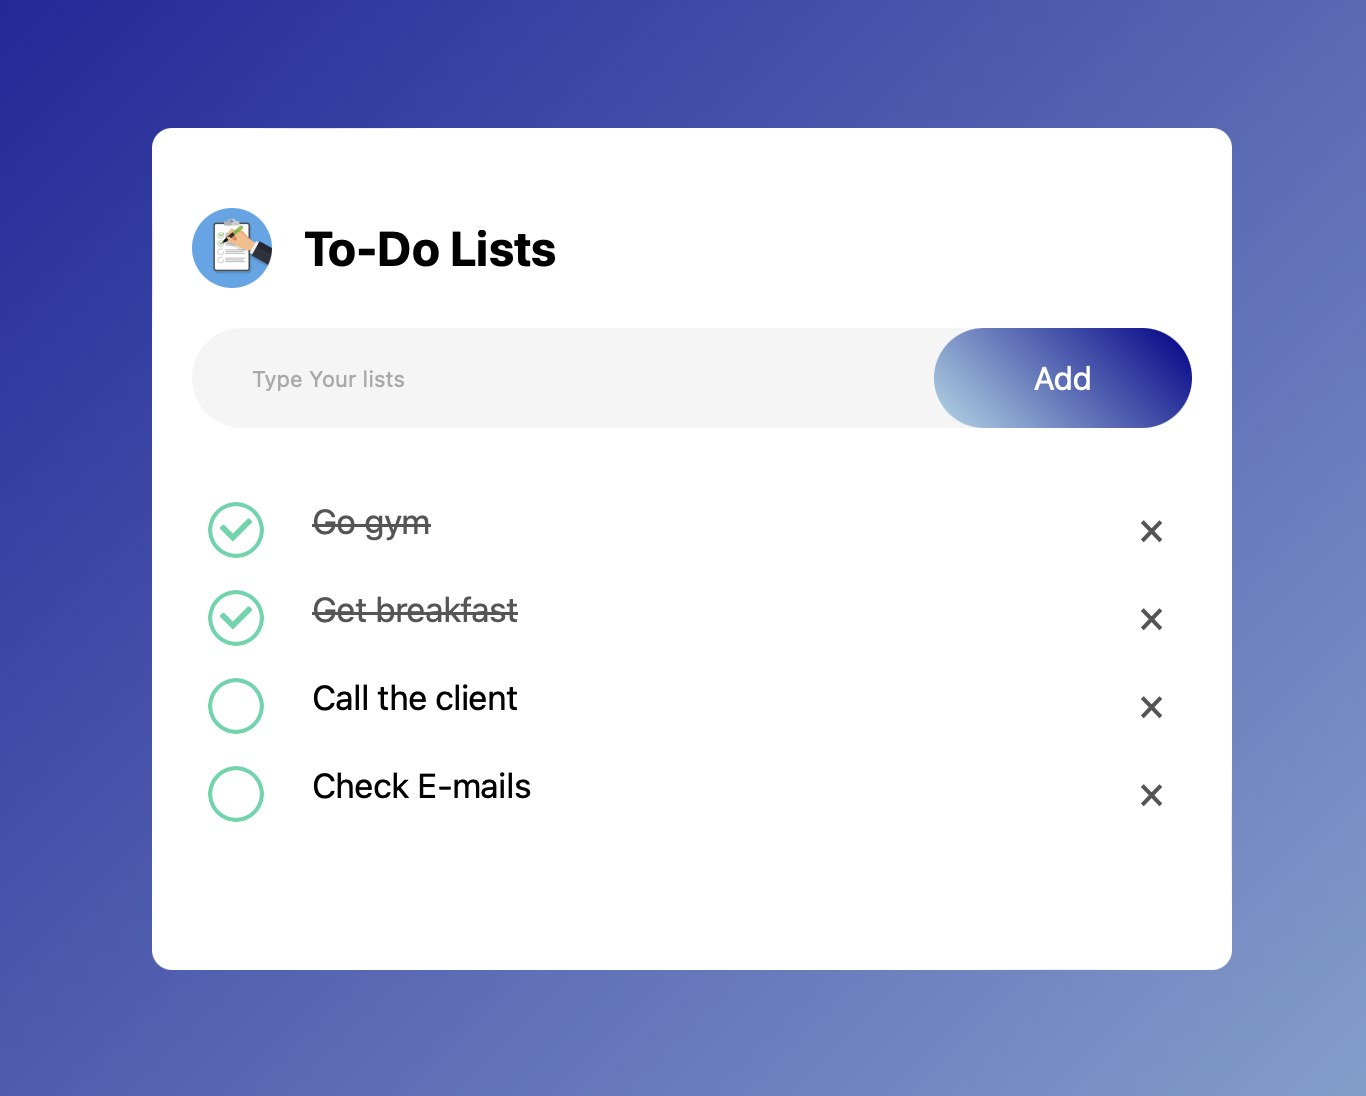 To-Do Lists
Type Your lists
Add
Go gym
Get breakfast
Call the client
Check E-mails